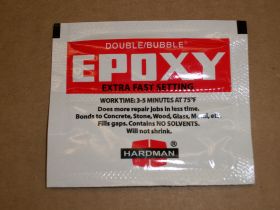 DOUBLE/BUBBLE®
EPOXY
EXTRA FAST SETTING
WORK TIME: 3-5 MINUTES AT 75°F
Does more repair jobs in less time.
Bonds to Concrete, Stone, Wood, Glass, Metal, etc.
Fills gaps. Contains NO SOLVENTS.
Will not shrink.
HARDMAN